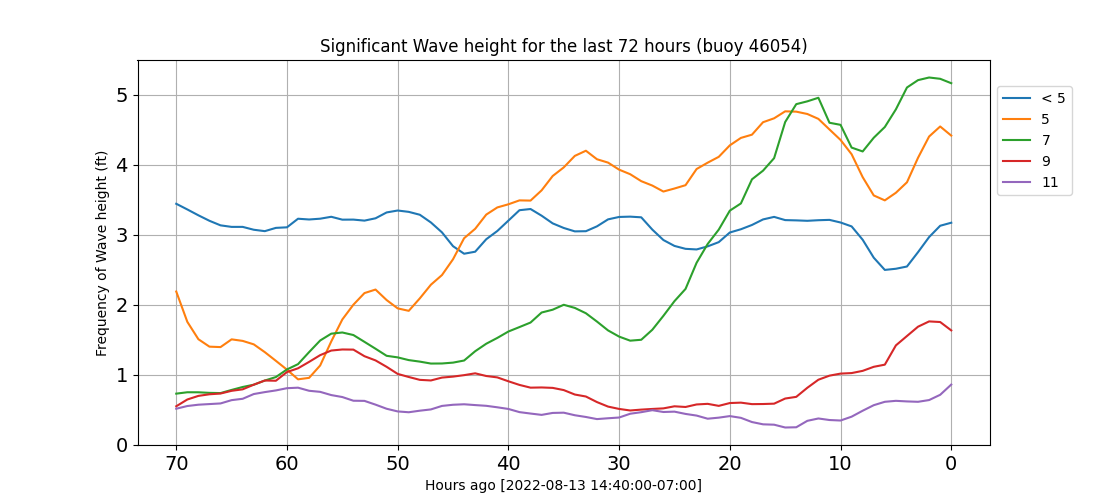 Significant Wave height for the last 72 hours (buoy 46054)
Frequency of Wave height (ft)
5
4
3
2
1
0
70 60 50 40 30 20 10 0
Hours ago [2022-08-13 14:40:00-07:00]
< 5
5
7
9
11